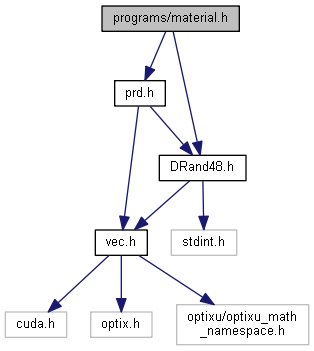 programs/material.h
prd.h
DRand48.h
vec.h
stdint.h
cuda.h
optix.h
optixu/optixu_math
_namespace.h